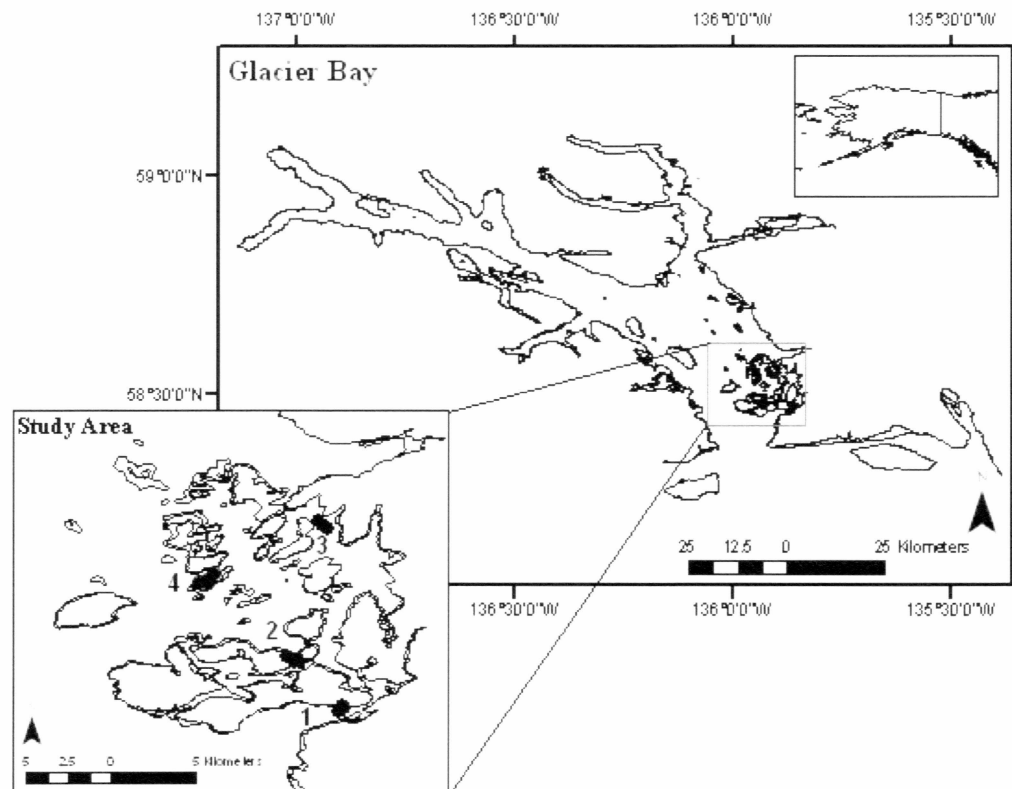 137°0'0"W 136°30'0"W 136°0'0"W 135°30'0"W
Glacier Bay
59°0'0"N
58°30'0"N
Study Area
3
4
2
1
25 12.5 0 25 Kilometers
136°30'0"W 136°0'0"W 135°30'0"W
5 2.5 0 5 Kilometers